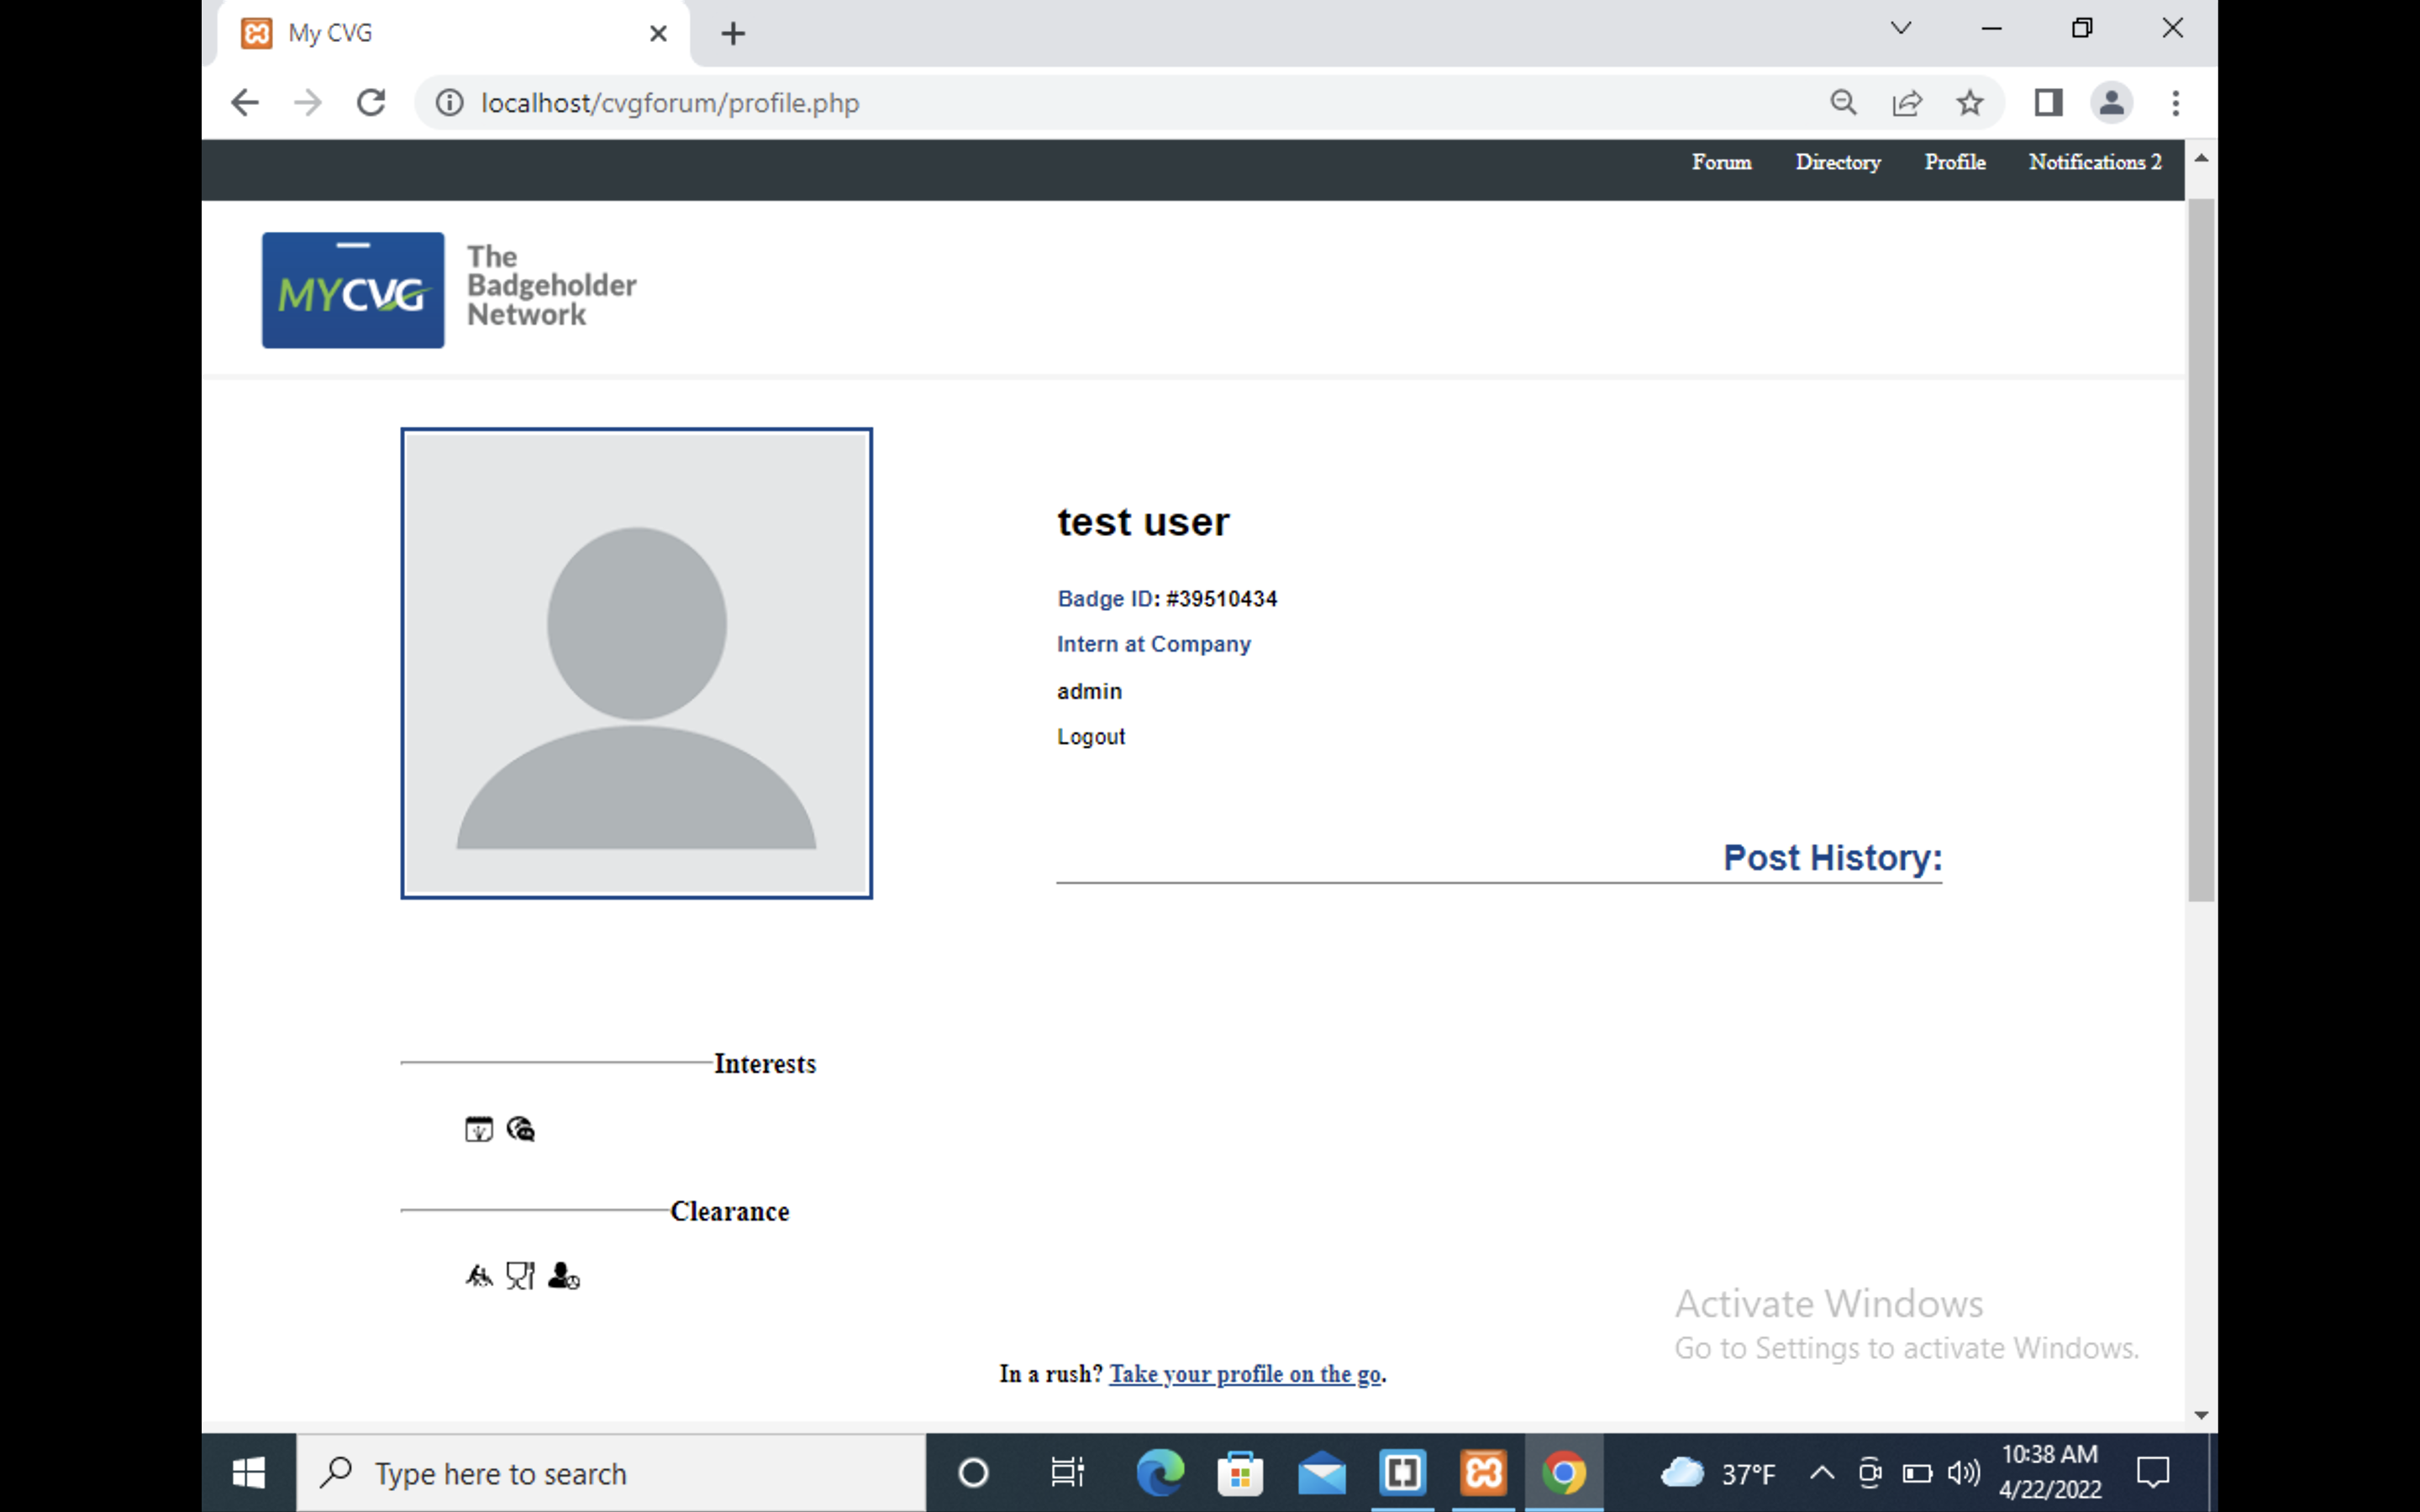 My CVG
localhost/cvgforum/profile.php
Forum Directory Profile Notifications 2
MYCVG
The
Badgeholder
Network
test user
Badge ID: #39510434
Intern at Company
admin
Logout
Post History:
Interests
Clearance
Activate Windows
Go to Settings to activate Windows.
In a rush? Take your profile on the go.
Type here to search
37°F
10:38 AM
4/22/2022